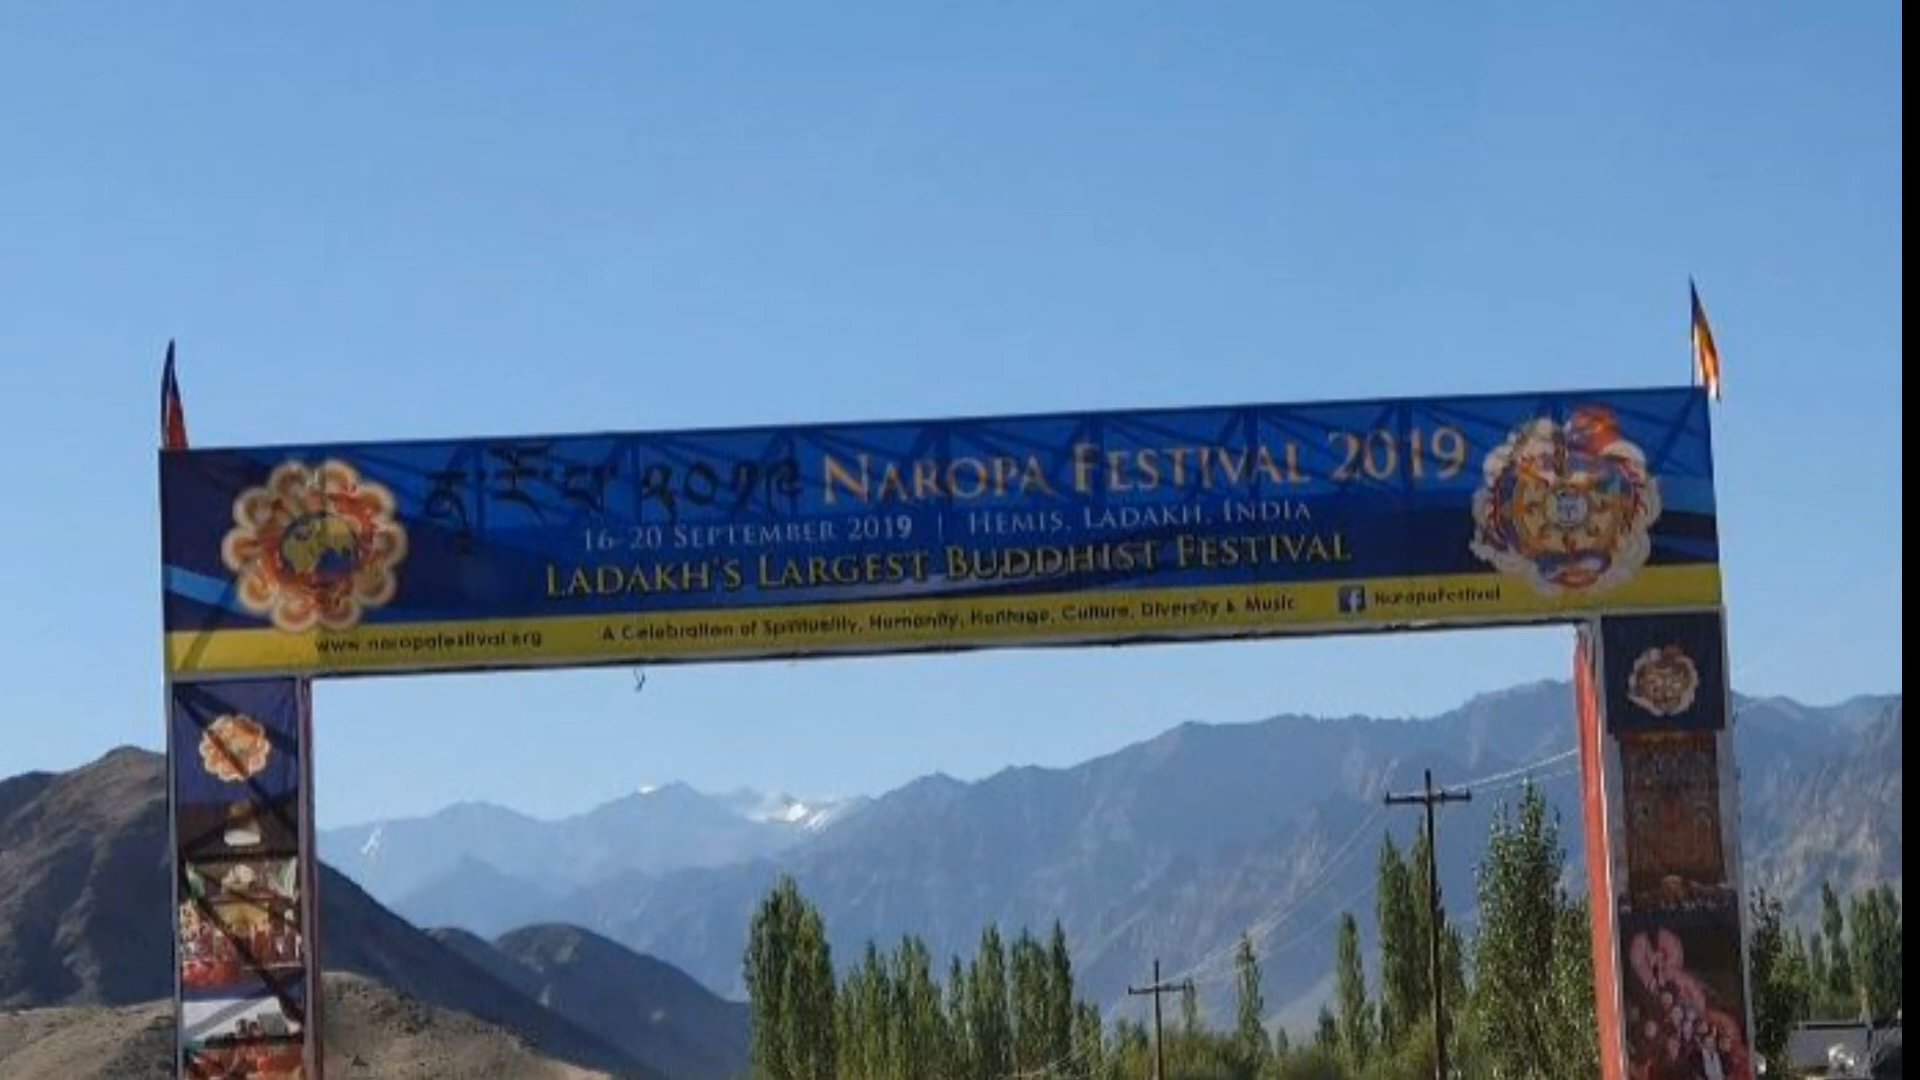 ན་རོ་པ་ ༢༠༡༩ NAROPA FESTIVAL 2019
16-20 SEPTEMBER 2019 | HEMIS, LADAKH, INDIA
LADAKH'S LARGEST BUDDHIST FESTIVAL
www.naropafestival.org A Celebration of Spirituality, Humanity, Heritage, Culture, Diversity & Music NaropaFestival